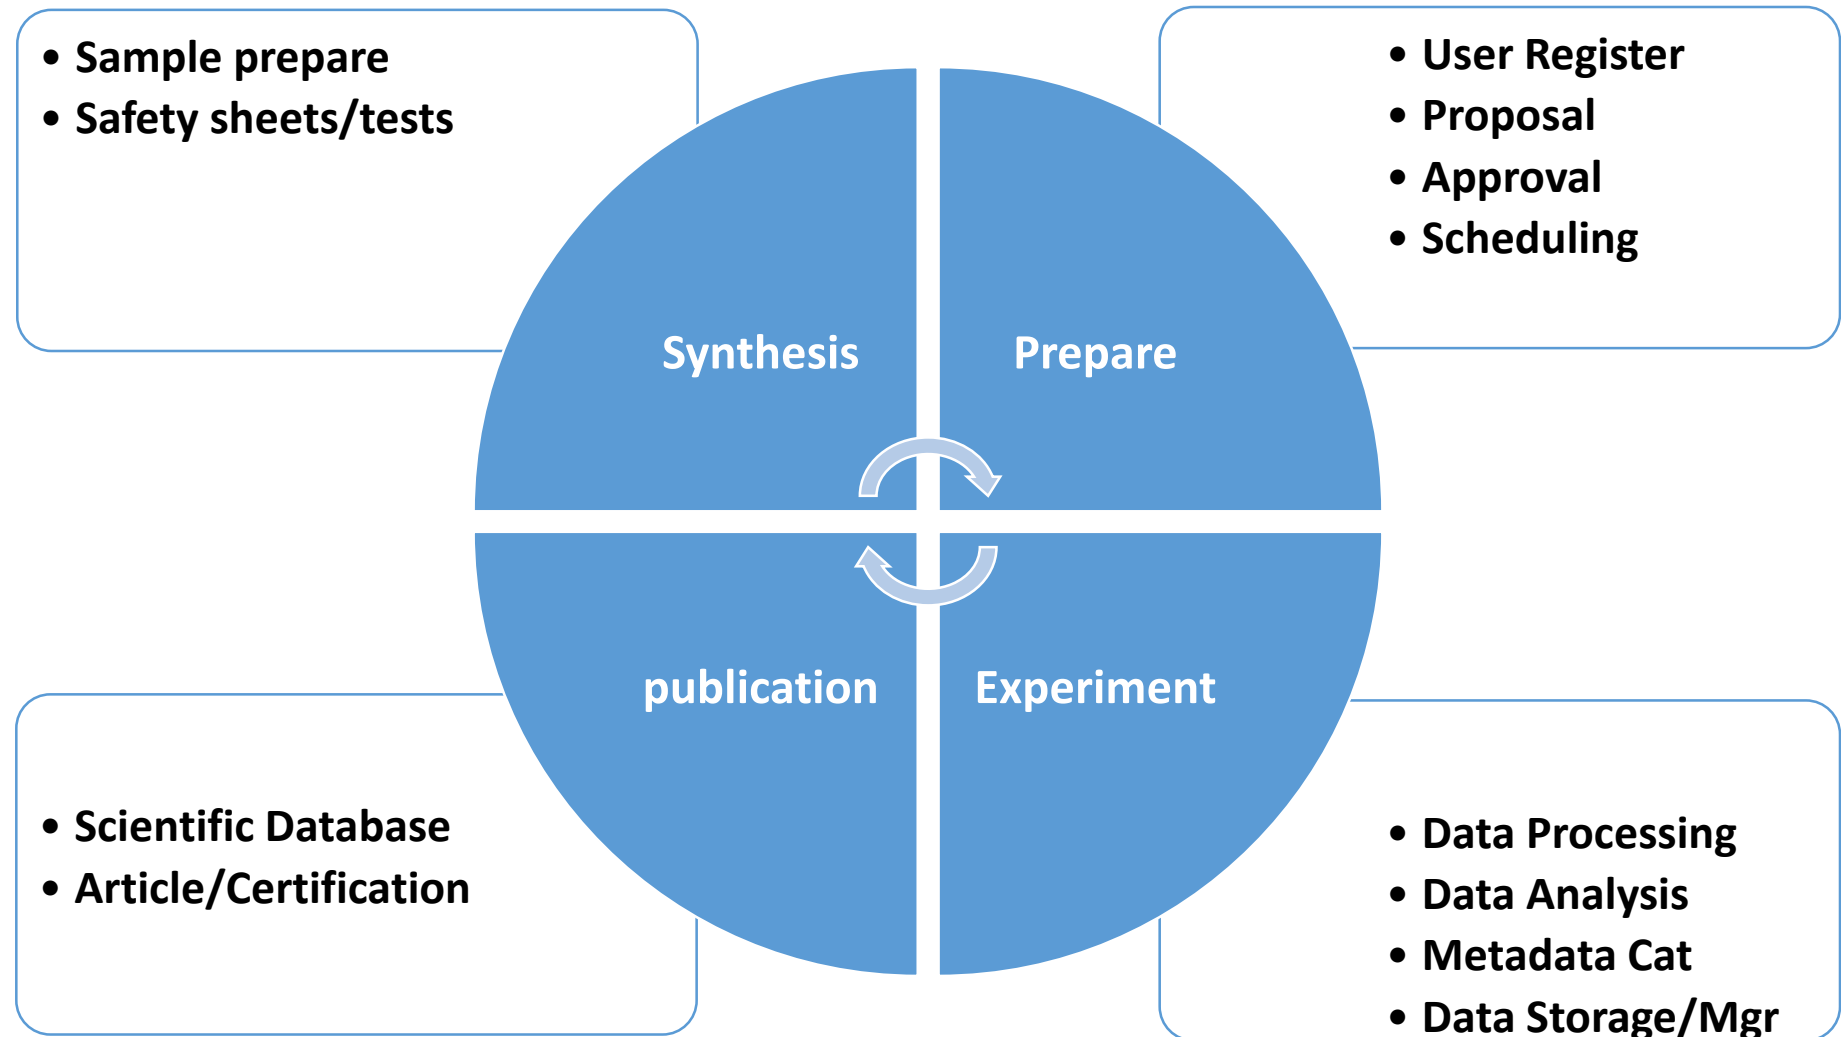 • Sample prepare
• Safety sheets/tests
• User Register
• Proposal
• Approval
• Scheduling
Synthesis
Prepare
publication
Experiment
• Scientific Database
• Article/Certification
• Data Processing
• Data Analysis
• Metadata Cat
• Data Storage/Mgr